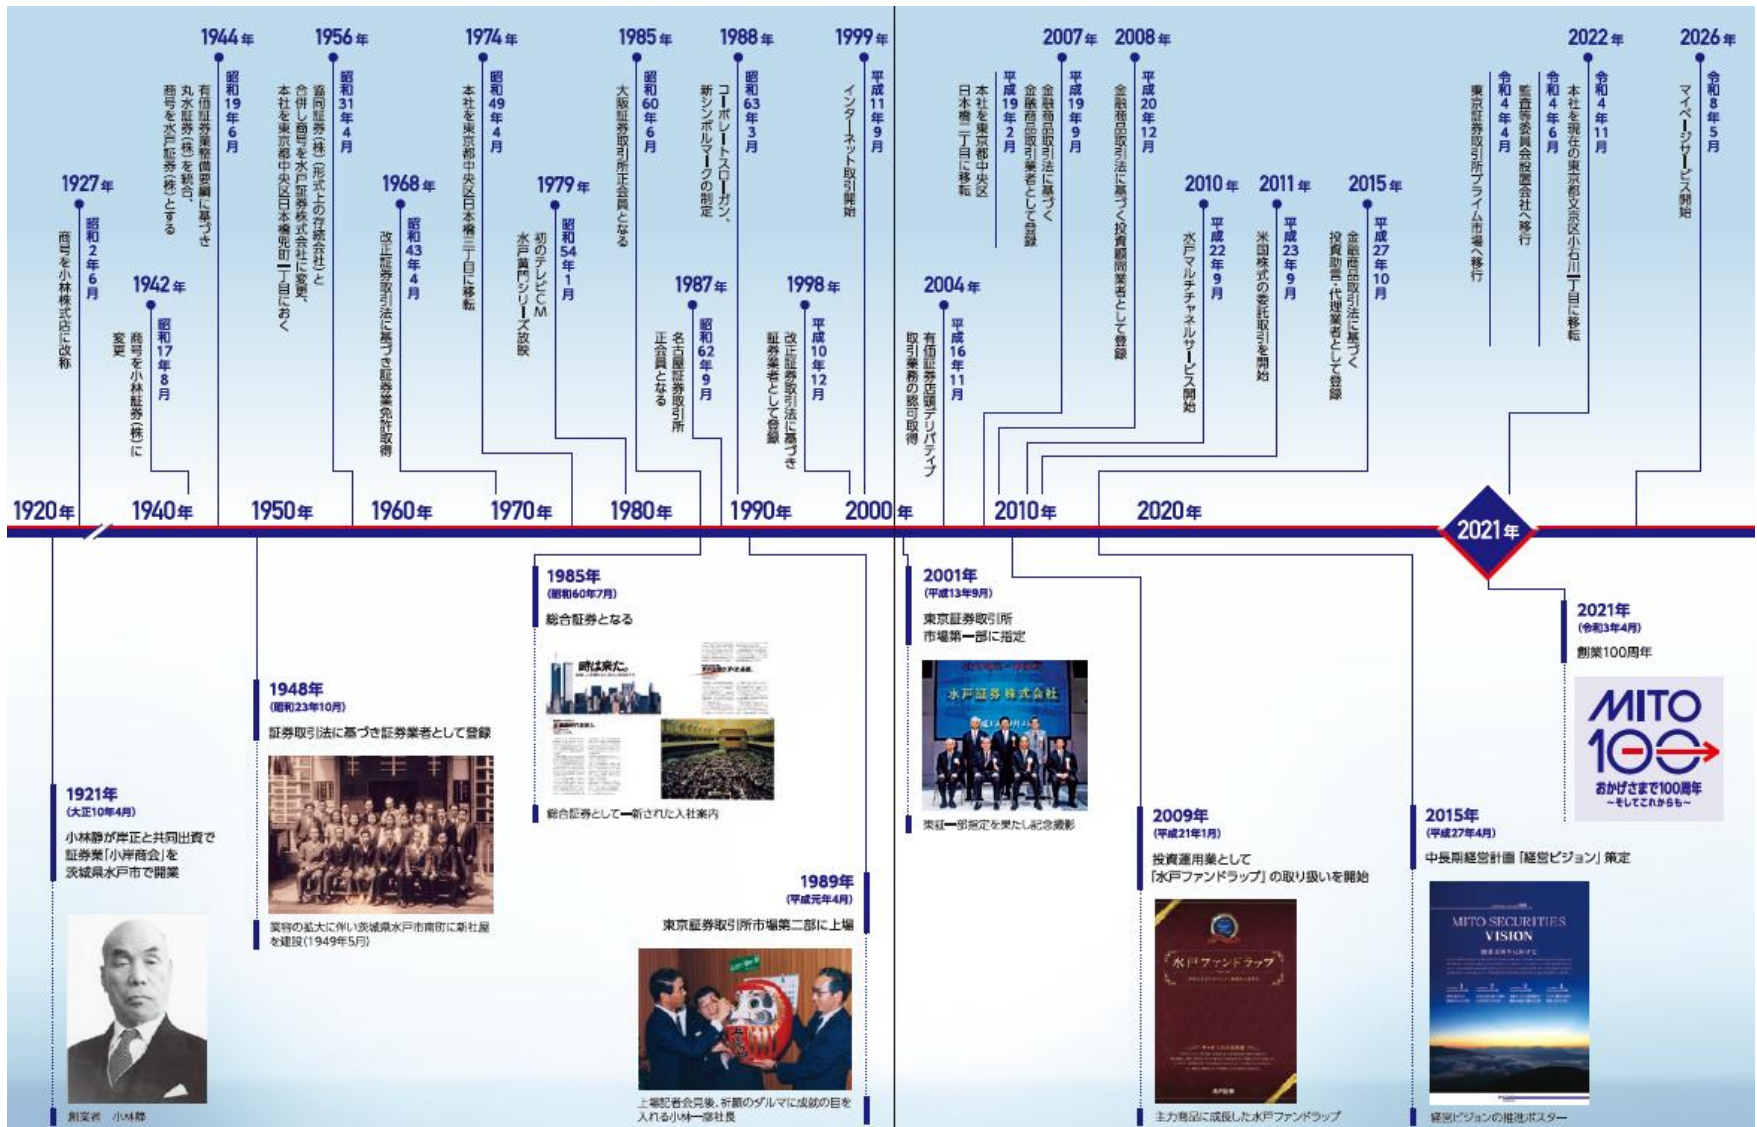 1927年
昭和2年6月
商号を小林株式店に改称
1942年
昭和17年8月
商号を小林証券(株)に
変更
1944年
昭和19年6月
有価証券業整備要綱に基づき
丸水証券(株)を統合、
商号を水戸証券(株)とする
1956年
昭和31年4月
協同証券(株)(形式上の存続会社)と
合併し商号を水戸証券株式会社に変更、
本社を東京都中央区日本橋兜町一丁目におく
1968年
昭和43年4月
改正証券取引法に基づき証券業免許取得
1974年
昭和49年4月
本社を東京都中央区日本橋三丁目に移転
1979年
昭和54年1月
初のテレビCM
水戸黄門シリーズ放映
1985年
昭和60年6月
大阪証券取引所正会員となる
1987年
昭和62年9月
名古屋証券取引所
正会員となる
1988年
昭和63年3月
コーポレートスローガン、
新シンボルマークの制定
1998年
平成10年12月
改正証券取引法に基づき
証券業者として登録
1999年
平成11年9月
インターネット取引開始
2004年
平成16年11月
有価証券店頭デリバティブ
取引業務の認可取得
2007年
平成19年2月
本社を東京都中央区
日本橋二丁目に移転
平成19年9月
金融商品取引法に基づく
金融商品取引業者として登録
2008年
平成20年12月
金融商品取引法に基づく投資顧問業者として登録
2010年
平成22年9月
水戸マルチチャネルサービス開始
2011年
平成23年9月
米国株式の委託取引を開始
2015年
平成27年10月
金融商品取引法に基づく
投資助言・代理業者として登録
2022年
令和4年4月
東京証券取引所プライム市場へ移行
令和4年6月
監査等委員会設置会社へ移行
令和4年11月
本社を現在の東京都文京区小石川一丁目に移転
2026年
令和8年5月
マイページサービス開始
1920年
1940年
1950年
1960年
1970年
1980年
1990年
2000年
2010年
2020年
2021年
1921年
(大正10年4月)
小林静が岸正と共同出資で
証券業「小岸商会」を
茨城県水戸市で開業
創業者 小林静
1948年
(昭和23年10月)
証券取引法に基づき証券業者として登録
業容の拡大に伴い茨城県水戸市南町に新社屋
を建設(1949年5月)
1985年
(昭和60年7月)
総合証券となる
時は来た。
総合証券として一新された入社案内
1989年
(平成元年4月)
東京証券取引所市場第二部に上場
上場記者会見後、祈願のダルマに成就の目を
入れる小林一彦社長
2001年
(平成13年9月)
東京証券取引所
市場第一部に指定
水戸証券株式会社
東証一部指定を果たし記念撮影
2009年
(平成21年1月)
投資運用業として
「水戸ファンドラップ」の取り扱いを開始
水戸ファンドラップ
水戸証券
主力商品に成長した水戸ファンドラップ
2015年
(平成27年4月)
中長期経営計画「経営ビジョン」策定
MITO SECURITIES
VISION
1 2 3 4
経営ビジョンの推進ポスター
2021年
(令和3年4月)
創業100周年
MITO
100
おかげさまで100周年
～そしてこれからも～